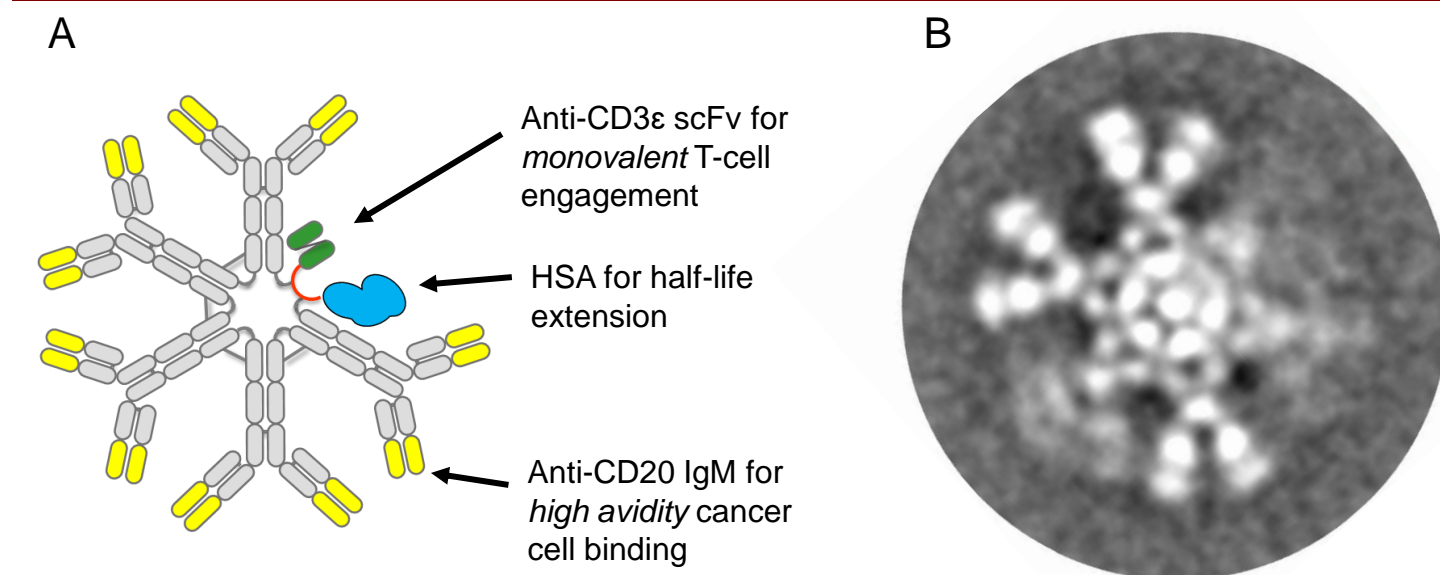 A
B
Anti-CD3ε scFv for
monovalent T-cell
engagement
HSA for half-life
extension
Anti-CD20 IgM for
high avidity cancer
cell binding